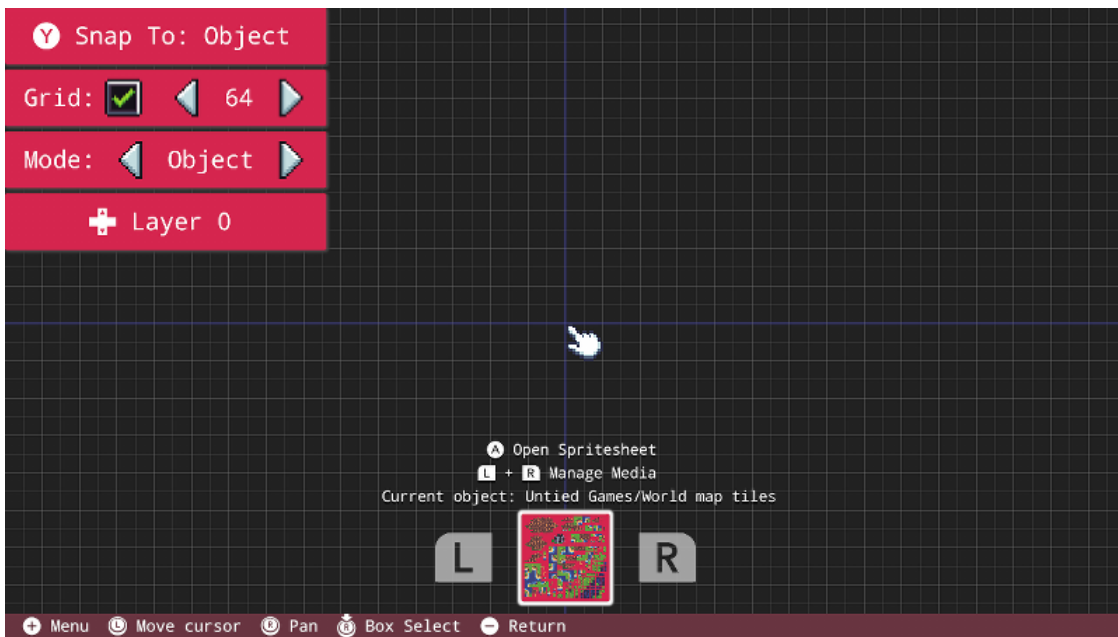 Y Snap To: Object
Grid: 64
Mode: Object
Layer 0
A Open Spritesheet
L + R Manage Media
Current object: Untied Games/World map tiles
L R
+ Menu L Move cursor R Pan R Box Select - Return